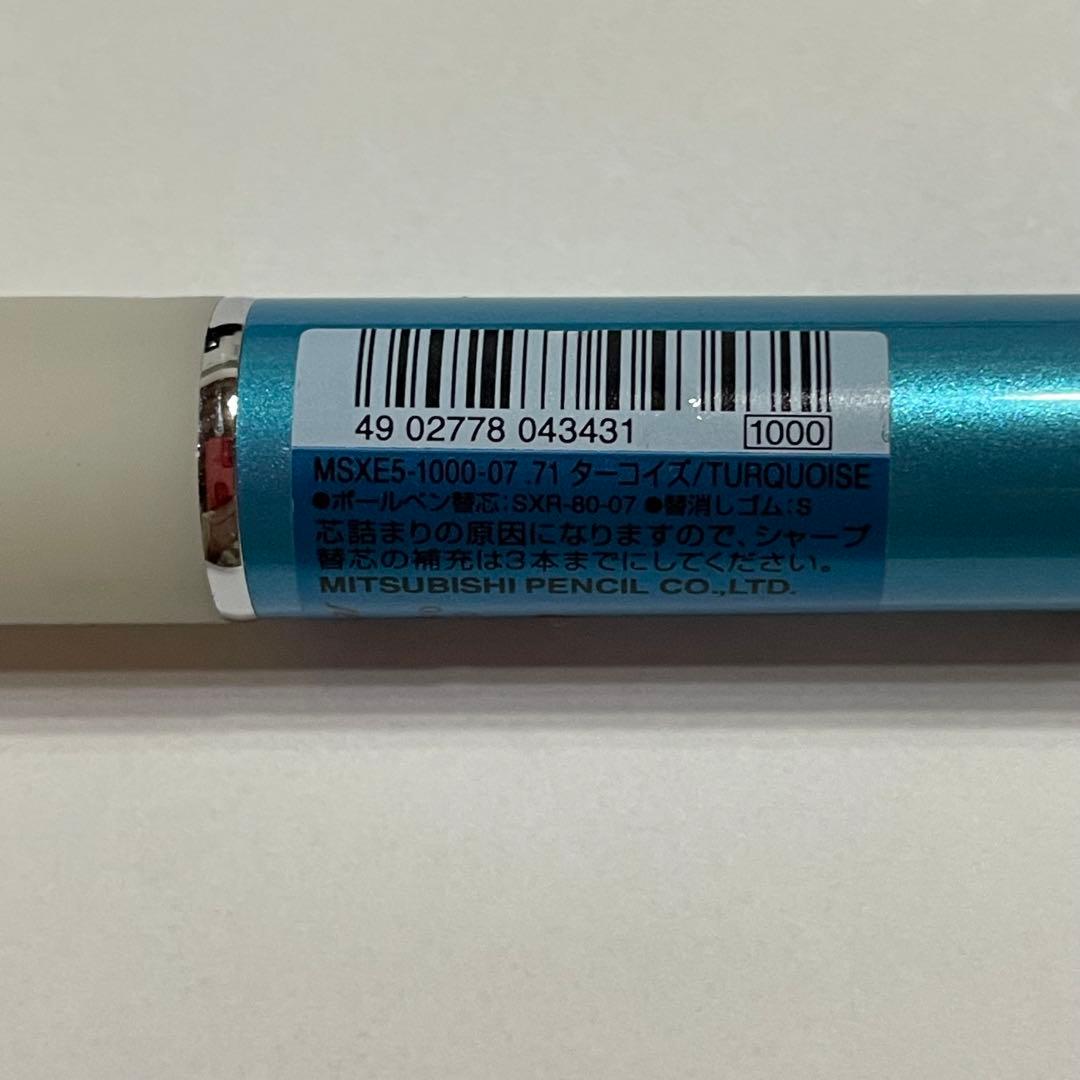 49 02778 043431
1000
MSXE5-1000-07 .71 ターコイズ/TURQUOISE
●ボールペン替芯:SXR-80-07 ●替消しゴム:S
芯詰まりの原因になりますので、シャープ
替芯の補充は3本までにしてください。
MITSUBISHI PENCIL CO.,LTD.